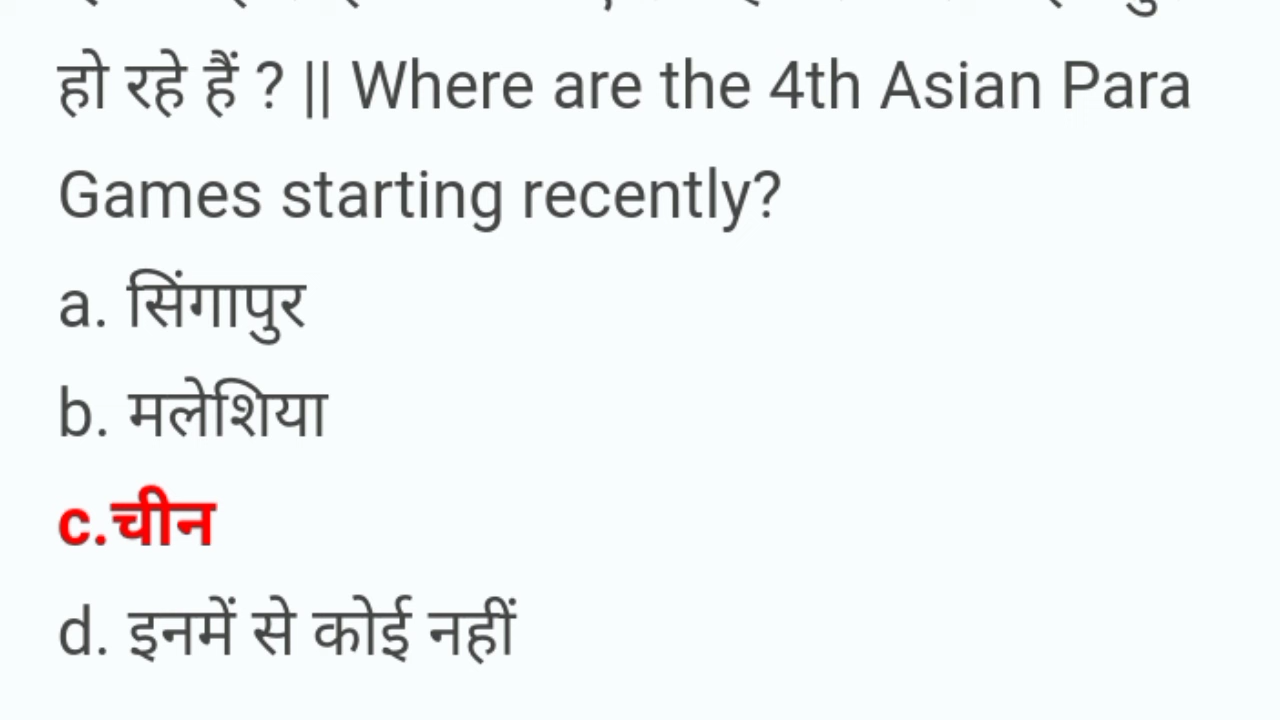 हो रहे हैं ? || Where are the 4th Asian Para
Games starting recently?
a. सिंगापुर
b. मलेशिया
c.चीन
d. इनमें से कोई नहीं